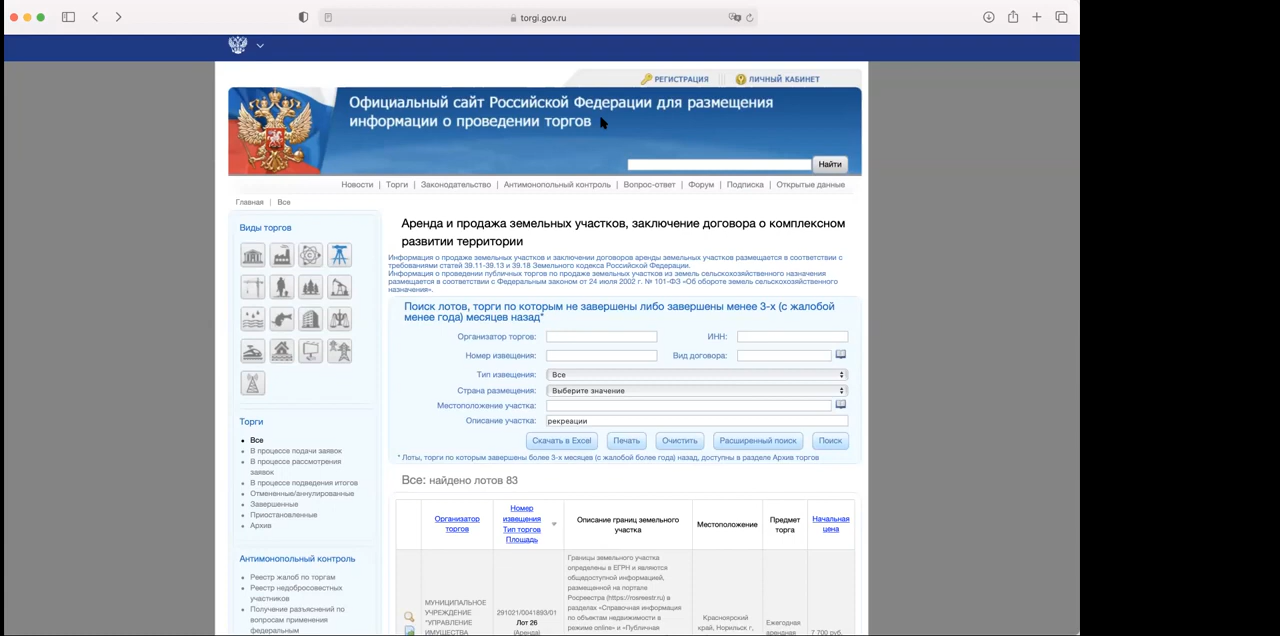 torgi.gov.ru
РЕГИСТРАЦИЯ
ЛИЧНЫЙ КАБИНЕТ
Официальный сайт Российской Федерации для размещения
информации о проведении торгов
Найти
Новости | Торги | Законодательство | Антимонопольный контроль | Вопрос-ответ | Форум | Подписка | Открытые данные
Главная | Все
Виды торгов
Торги
Все
В процессе подачи заявок
В процессе рассмотрения
заявок
В процессе подведения итогов
Отмененные/аннулированные
Завершенные
Приостановленные
Архив
Антимонопольный контроль
Реестр жалоб по торгам
Реестр недобросовестных
участников
Получение разъяснений по
вопросам применения
федеральным
Аренда и продажа земельных участков, заключение договора о комплексном
развитии территории
Информация о продаже земельных участков и заключении договоров аренды земельных участков размещается в соответствии с
требованиями статей 39.11-39.13 и 39.18 Земельного кодекса Российской Федерации.
Информация о проведении публичных торгов по продаже земельных участков из земель сельскохозяйственного назначения
размещается в соответствии с Федеральным законом от 24 июля 2002 г. № 101-ФЗ «Об обороте земель сельскохозяйственного
назначения».
Поиск лотов, торги по которым не завершены либо завершены менее 3-х (с жалобой
менее года) месяцев назад*
Организатор торгов:
ИНН:
Номер извещения:
Вид договора:
Тип извещения: Все
Страна размещения: Выберите значение
Местоположение участка:
Описание участка: рекреации
Скачать в Excel
Печать
Очистить
Расширенный поиск
Поиск
* Лоты, торги по которым завершены более 3-х месяцев (с жалобой более года) назад, доступны в разделе Архив торгов
Все: найдено лотов 83
Организатор
торгов
Номер
извещения
Тип торгов
Площадь
Описание границ земельного
участка
Местоположение
Предмет
торга
Начальная
цена
МУНИЦИПАЛЬНОЕ
УЧРЕЖДЕНИЕ
"УПРАВЛЕНИЕ
ИМУЩЕСТВА
291021/0041893/01
Лот 26
(Аренда)
Границы земельного участка
определены в ЕГРН и являются
общедоступной информацией,
размещенной на портале
Росреестра (https://rosreestr.ru) в
разделах «Справочная информация
по объектам недвижимости в
режиме online» и «Публичная
Красноярский
край, Норильск г,
Ежегодная
арендная
7 700 руб.